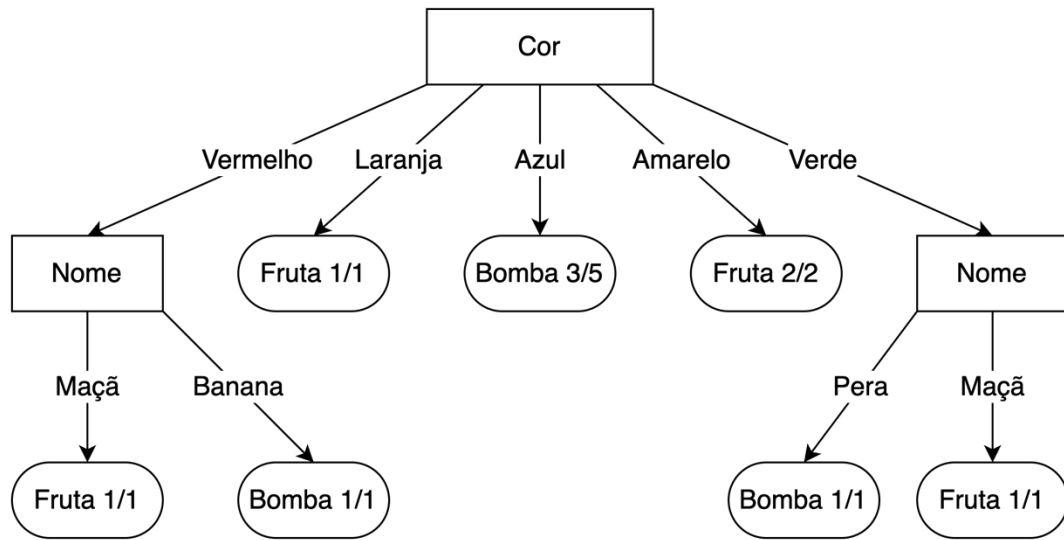 Cor
Vermelho
Laranja
Azul
Amarelo
Verde
Nome
Fruta 1/1
Bomba 3/5
Fruta 2/2
Nome
Maçã
Banana
Pera
Maçã
Fruta 1/1
Bomba 1/1
Bomba 1/1
Fruta 1/1